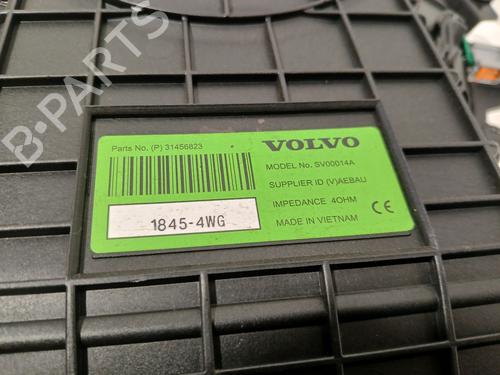 B-PARTS
Parts No. (P) 31456823
VOLVO
MODEL No. SV00014A
SUPPLIER ID (V)AEBAU
IMPEDANCE 4OHM
1845-4WG
MADE IN VIETNAM
CE